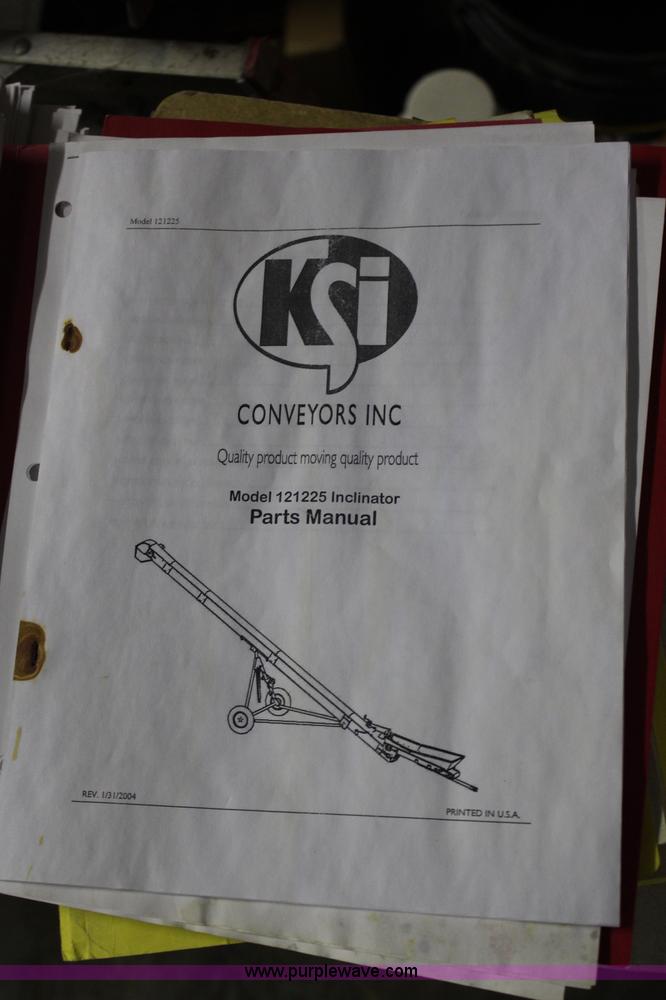 Model 121225
KSi
CONVEYORS INC
Quality product moving quality product
Model 121225 Inclinator
Parts Manual
REV. 1/31/2004
PRINTED IN U.S.A.
www.purplewave.com